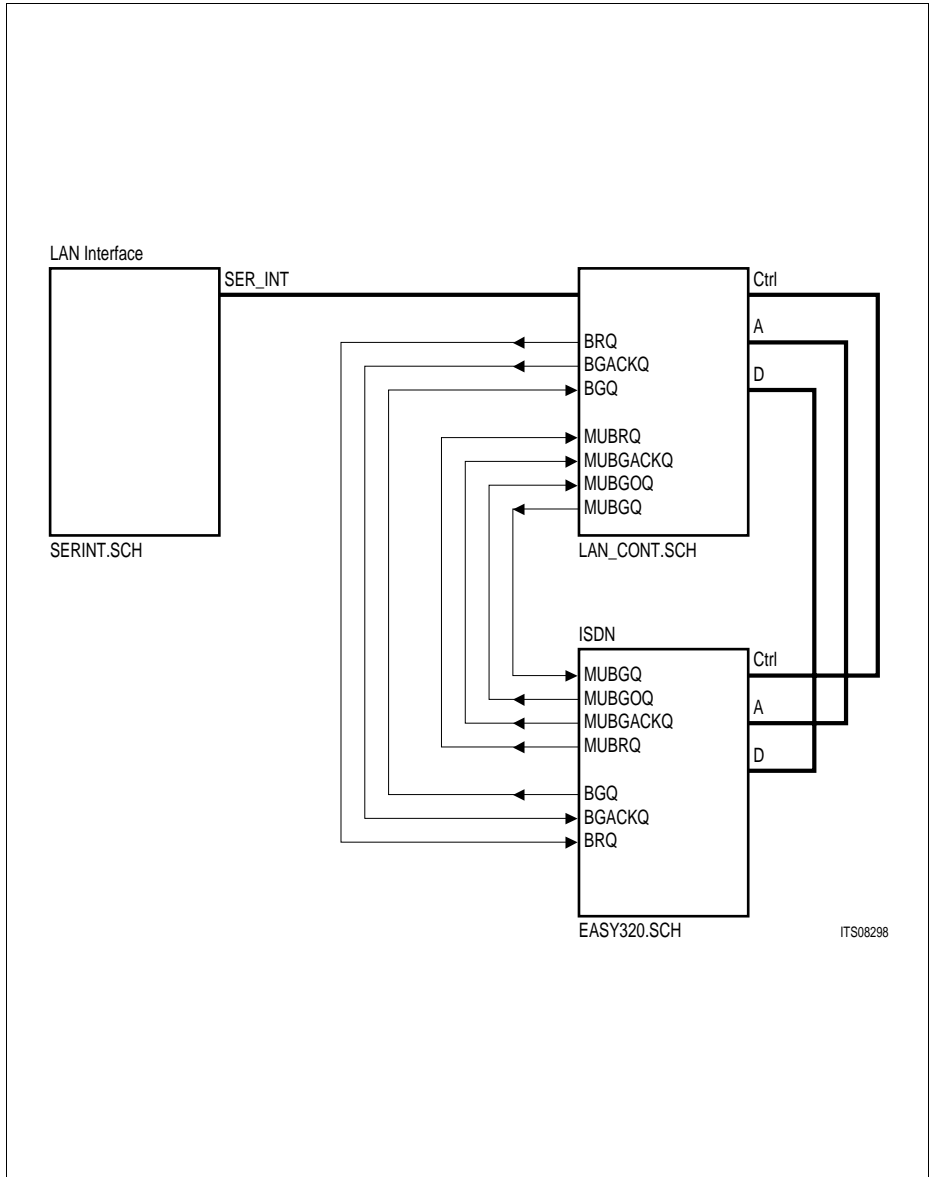 LAN Interface
SER_INT
Ctrl
A
D
BRQ
BGACKQ
BGQ
MUBRQ
MUBGACKQ
MUBGOQ
MUBGQ
SERINT.SCH
LAN_CONT.SCH
ISDN
Ctrl
A
D
MUBGQ
MUBGOQ
MUBGACKQ
MUBRQ
BGQ
BGACKQ
BRQ
EASY320.SCH
ITS08298